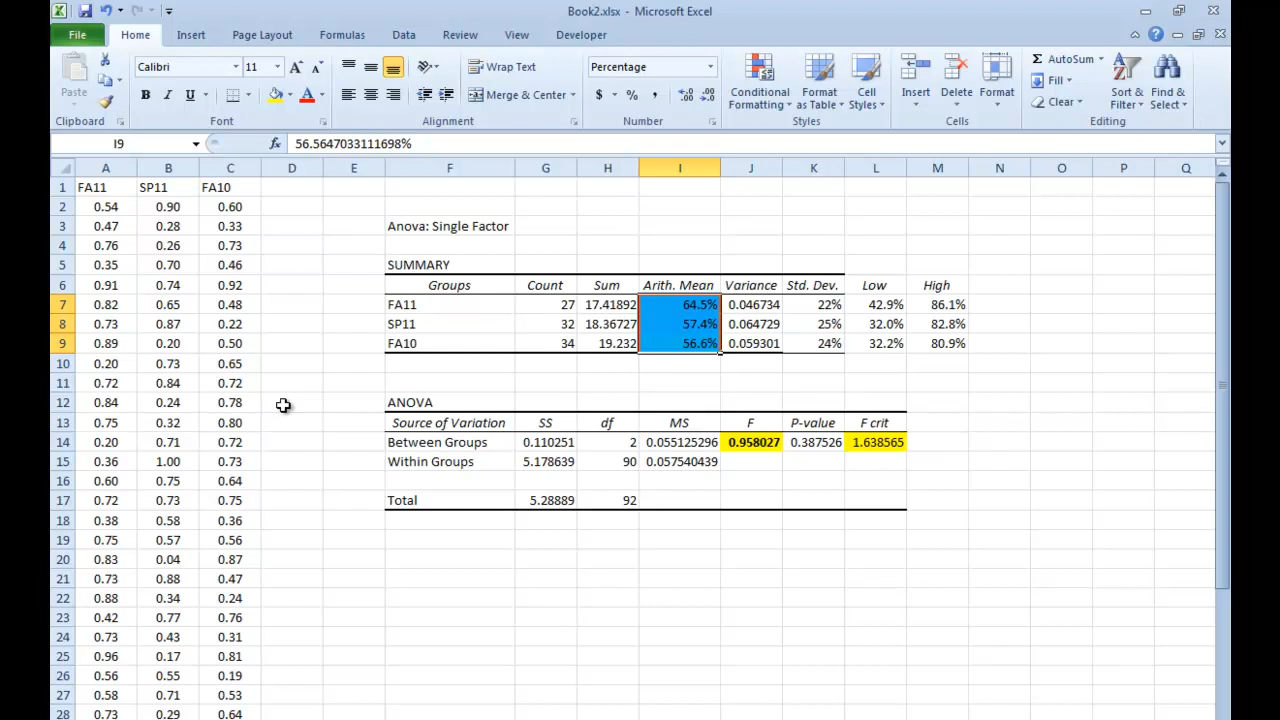 Book2.xlsx - Microsoft Excel
File Home Insert Page Layout Formulas Data Review View Developer
Paste
Calibri 11
Wrap Text
Merge & Center
Percentage
Conditional Formatting
Format as Table
Cell Styles
Insert Delete Format
AutoSum
Fill
Clear
Sort & Filter
Find & Select
Clipboard Font Alignment Number Styles Cells Editing
I9 fx 56.5647033111698%
A B C D E F G H I J K L M N O P Q
1 FA11 SP11 FA10
2 0.54 0.90 0.60
3 0.47 0.28 0.33 Anova: Single Factor
4 0.76 0.26 0.73
5 0.35 0.70 0.46 SUMMARY
6 0.91 0.74 0.92 Groups Count Sum Arith. Mean Variance Std. Dev. Low High
7 0.82 0.65 0.48 FA11 27 17.41892 64.5% 0.046734 22% 42.9% 86.1%
8 0.73 0.87 0.22 SP11 32 18.36727 57.4% 0.064729 25% 32.0% 82.8%
9 0.89 0.20 0.50 FA10 34 19.232 56.6% 0.059301 24% 32.2% 80.9%
10 0.20 0.73 0.65
11 0.72 0.84 0.72
12 0.84 0.24 0.78 ANOVA
13 0.75 0.32 0.80 Source of Variation SS df MS F P-value F crit
14 0.20 0.71 0.72 Between Groups 0.110251 2 0.055125296 0.958027 0.387526 1.638565
15 0.36 1.00 0.73 Within Groups 5.178639 90 0.057540439
16 0.60 0.75 0.64
17 0.72 0.73 0.75 Total 5.28889 92
18 0.38 0.58 0.36
19 0.75 0.57 0.56
20 0.83 0.04 0.87
21 0.73 0.88 0.47
22 0.88 0.34 0.24
23 0.42 0.77 0.76
24 0.73 0.43 0.31
25 0.96 0.17 0.81
26 0.56 0.55 0.19
27 0.58 0.71 0.53
28 0.73 0.29 0.64